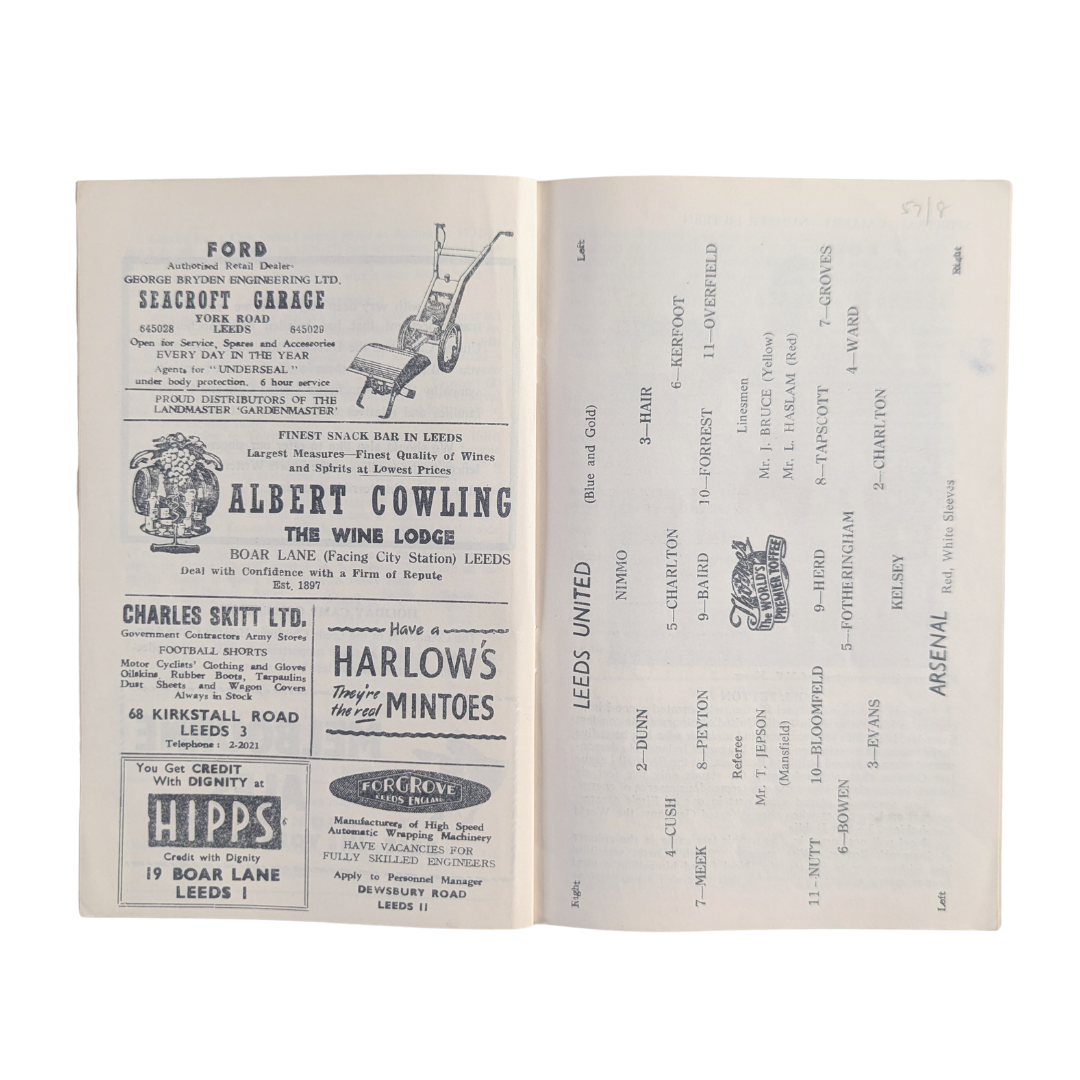 FORD
Authorised Retail Dealer-
GEORGE BRYDEN ENGINEERING LTD.
SEACROFT GARAGE
YORK ROAD
645028 LEEDS 645029
Open for Service, Spares and Accessories
EVERY DAY IN THE YEAR
Agents for "UNDERSEAL"
under body protection. 6 hour service
PROUD DISTRIBUTORS OF THE
LANDMASTER 'GARDENMASTER'
FINEST SNACK BAR IN LEEDS
Largest Measures—Finest Quality of Wines
and Spirits at Lowest Prices
ALBERT COWLING
THE WINE LODGE
BOAR LANE (Facing City Station) LEEDS
Deal with Confidence with a Firm of Repute
Est. 1897
CHARLES SKITT LTD.
Government Contractors Army Stores
FOOTBALL SHORTS
Motor Cyclists' Clothing and Gloves
Oilskins, Rubber Boots, Tarpaulins
Dust Sheets and Wagon Covers
Always in Stock
68 KIRKSTALL ROAD
LEEDS 3
Telephone: 2-2021
Have a
HARLOW'S
They're
the real MINTOES
You Get CREDIT
With DIGNITY at
HIPPS
Credit with Dignity
19 BOAR LANE
LEEDS 1
FORGROVE
LEEDS ENGLAND
Manufacturers of High Speed
Automatic Wrapping Machinery
HAVE VACANCIES FOR
FULLY SKILLED ENGINEERS
Apply to Personnel Manager
DEWSBURY ROAD
LEEDS 11
57/8
Right LEEDS UNITED (Blue and Gold) Left
NIMMO
2—DUNN 3—HAIR
4—CUSH 5—CHARLTON 6—KERFOOT
7—MEEK 8—PEYTON 9—BAIRD 10—FORREST 11—OVERFIELD
Referee
Mr. T. JEPSON
(Mansfield)
Thorne's
The WORLD'S
PREMIER TOFFEE
Linesmen
Mr. J. BRUCE (Yellow)
Mr. L. HASLAM (Red)
11—NUTT 10—BLOOMFELD 9—HERD 8—TAPSCOTT 7—GROVES
6—BOWEN 5—FOTHERINGHAM 4—WARD
3—EVANS 2—CHARLTON
KELSEY
Left ARSENAL Red, White Sleeves Right